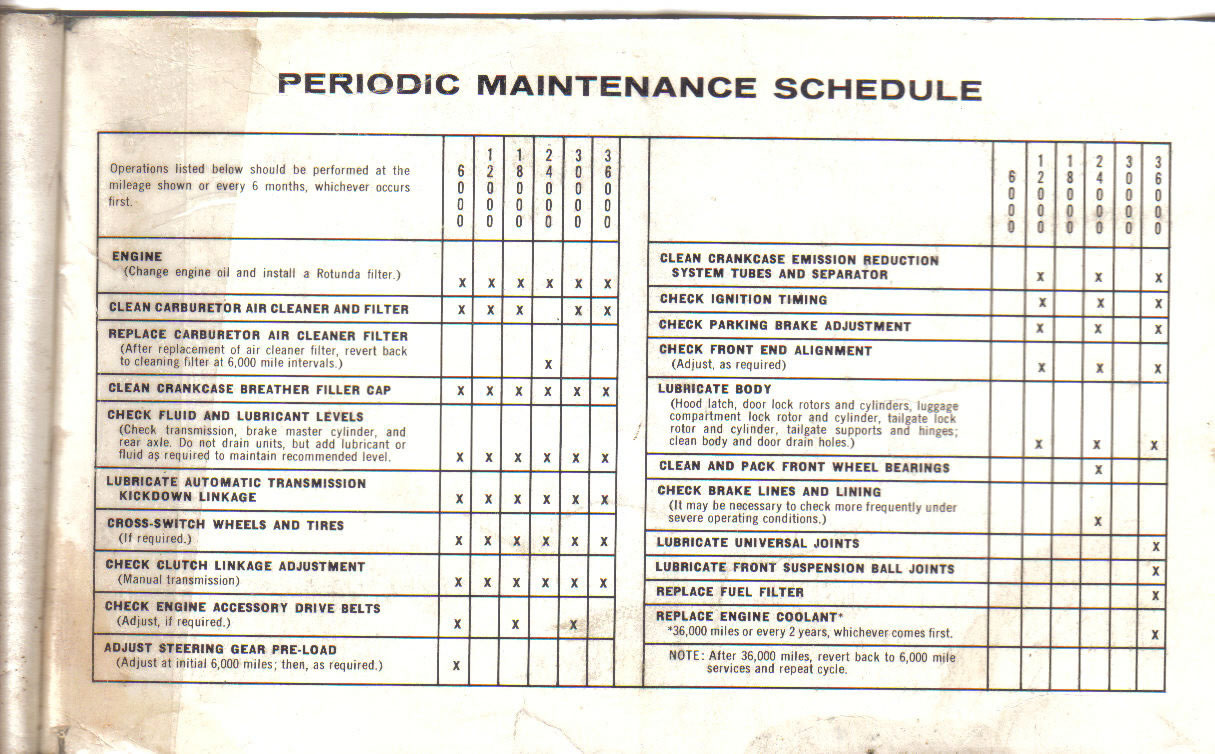 PERIODIC MAINTENANCE SCHEDULE
Operations listed below should be performed at the
mileage shown or every 6 months, whichever occurs
first.
6000 12000 18000 24000 30000 36000
ENGINE
(Change engine oil and install a Rotunda filter.) X X X X X X
CLEAN CARBURETOR AIR CLEANER AND FILTER X X X X X
REPLACE CARBURETOR AIR CLEANER FILTER
(After replacement of air cleaner filter, revert back
to cleaning filter at 6,000 mile intervals.) X
CLEAN CRANKCASE BREATHER FILLER CAP X X X X X X
CHECK FLUID AND LUBRICANT LEVELS
(Check transmission, brake master cylinder, and
rear axle. Do not drain units, but add lubricant or
fluid as required to maintain recommended level. X X X X X X
LUBRICATE AUTOMATIC TRANSMISSION
KICKDOWN LINKAGE X X X X X X
CROSS-SWITCH WHEELS AND TIRES
(If required.) X X X X X X
CHECK CLUTCH LINKAGE ADJUSTMENT
(Manual transmission) X X X X X X
CHECK ENGINE ACCESSORY DRIVE BELTS
(Adjust, if required.) X X X
ADJUST STEERING GEAR PRE-LOAD
(Adjust at initial 6,000 miles; then, as required.) X
6000 12000 18000 24000 30000 36000
CLEAN CRANKCASE EMISSION REDUCTION
SYSTEM TUBES AND SEPARATOR X X X
CHECK IGNITION TIMING X X X
CHECK PARKING BRAKE ADJUSTMENT X X X
CHECK FRONT END ALIGNMENT
(Adjust, as required) X X X
LUBRICATE BODY
(Hood latch, door lock rotors and cylinders, luggage
compartment lock rotor and cylinder, tailgate lock
rotor and cylinder, tailgate supports and hinges;
clean body and door drain holes.) X X X
CLEAN AND PACK FRONT WHEEL BEARINGS X
CHECK BRAKE LINES AND LINING
(It may be necessary to check more frequently under
severe operating conditions.) X
LUBRICATE UNIVERSAL JOINTS X
LUBRICATE FRONT SUSPENSION BALL JOINTS X
REPLACE FUEL FILTER X
REPLACE ENGINE COOLANT*
*36,000 miles or every 2 years, whichever comes first. X
NOTE: After 36,000 miles, revert back to 6,000 mile
services and repeat cycle.